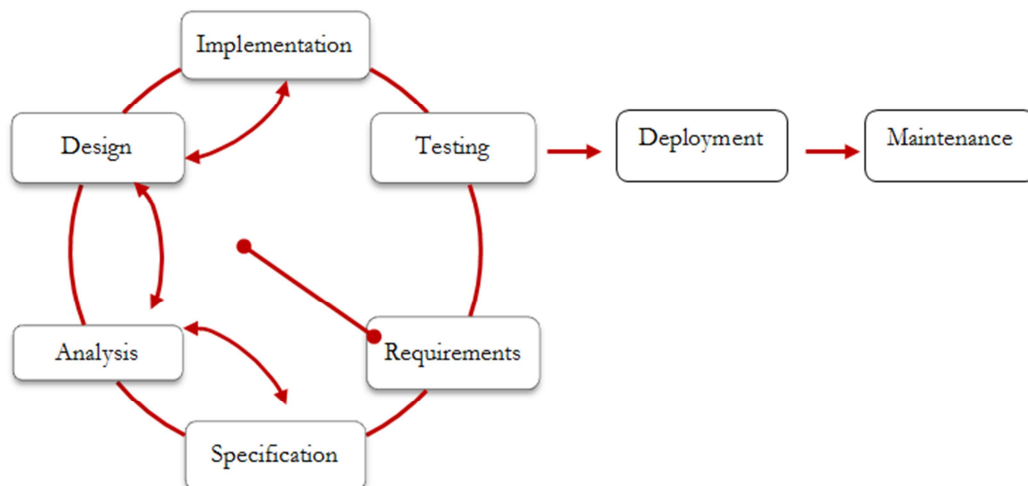 Implementation
Design
Testing
Deployment
Maintenance
Analysis
Requirements
Specification